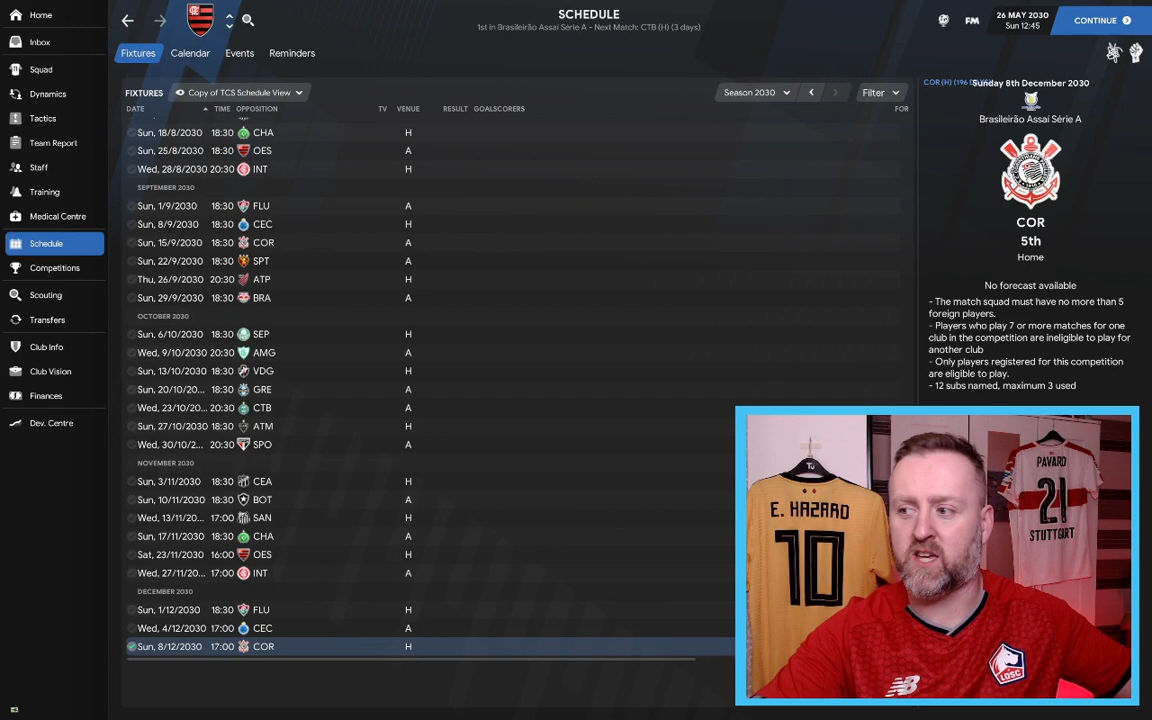 Home
SCHEDULE
1st in Brasileirão Assaí Série A - Next Match: CTB (H) (3 days)
FM
26 MAY 2030
Sun 12:45
CONTINUE
Inbox
Squad
Dynamics
Tactics
Team Report
Staff
Training
Medical Centre
Schedule
Competitions
Scouting
Transfers
Club Info
Club Vision
Finances
Dev. Centre
Fixtures Calendar Events Reminders
FIXTURES Copy of TCS Schedule View Season 2030 Filter
DATE TIME OPPOSITION TV VENUE RESULT GOALSCORERS FOR
Sun, 18/8/2030 18:30 CHA H
Sun, 25/8/2030 18:30 OES A
Wed, 28/8/2030 20:30 INT H
SEPTEMBER 2030
Sun, 1/9/2030 18:30 FLU A
Sun, 8/9/2030 18:30 CEC H
Sun, 15/9/2030 18:30 COR A
Sun, 22/9/2030 18:30 SPT A
Thu, 26/9/2030 20:30 ATP H
Sun, 29/9/2030 18:30 BRA A
OCTOBER 2030
Sun, 6/10/2030 18:30 SEP H
Wed, 9/10/2030 20:30 AMG A
Sun, 13/10/2030 18:30 VDG H
Sun, 20/10/20... 18:30 GRE A
Wed, 23/10/20... 20:30 CTB A
Sun, 27/10/2030 18:30 ATM H
Wed, 30/10/2... 20:30 SPO A
NOVEMBER 2030
Sun, 3/11/2030 18:30 CEA H
Sun, 10/11/2030 18:30 BOT A
Wed, 13/11/20... 17:00 SAN H
Sun, 17/11/2030 18:30 CHA A
Sat, 23/11/2030 16:00 OES H
Wed, 27/11/20... 17:00 INT A
DECEMBER 2030
Sun, 1/12/2030 18:30 FLU H
Wed, 4/12/2030 17:00 CEC A
Sun, 8/12/2030 17:00 COR H
COR (H) (196
Sunday 8th December 2030
Brasileirão Assaí Série A
COR
5th
Home
No forecast available
- The match squad must have no more than 5
foreign players.
- Players who play 7 or more matches for one
club in the competition are ineligible to play for
another club
- Only players registered for this competition
are eligible to play.
- 12 subs named, maximum 3 used
E. HAZARD
10
PAVARD
21
STUTTGART
LOSC